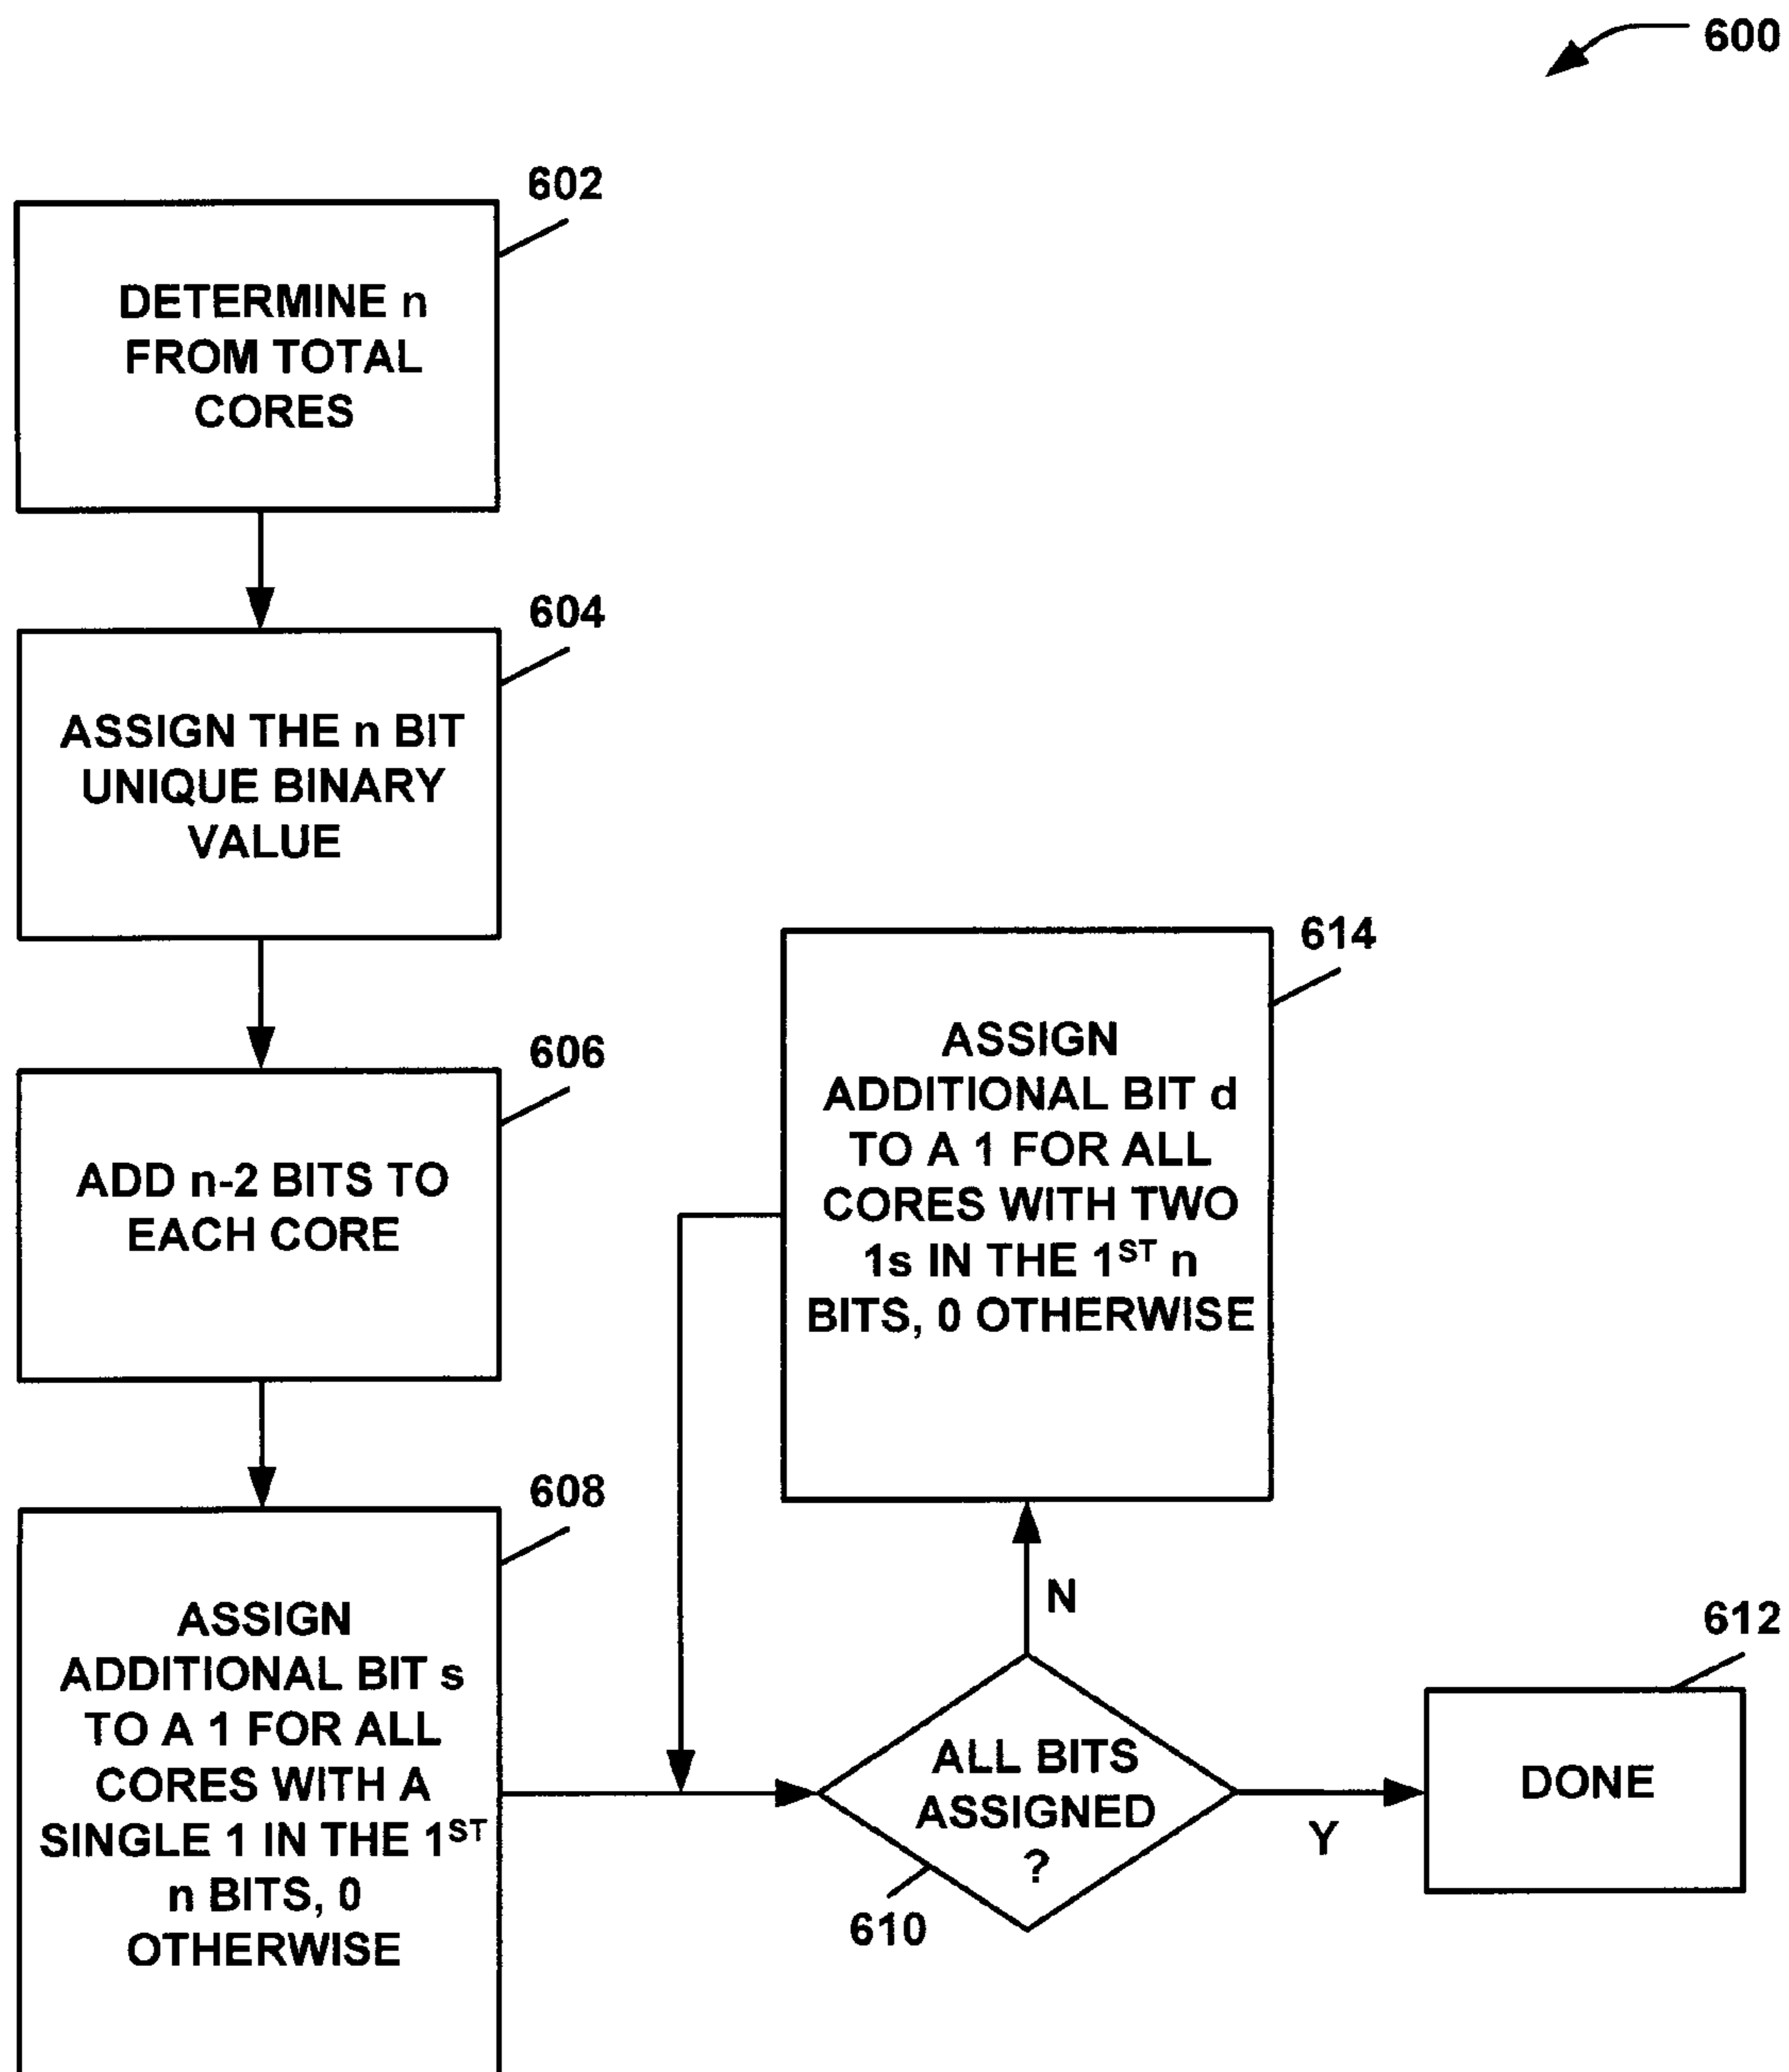 600
602
DETERMINE n
FROM TOTAL
CORES
604
ASSIGN THE n BIT
UNIQUE BINARY
VALUE
606
ADD n-2 BITS TO
EACH CORE
608
ASSIGN
ADDITIONAL BIT s
TO A 1 FOR ALL
CORES WITH A
SINGLE 1 IN THE 1ST
n BITS, 0
OTHERWISE
614
ASSIGN
ADDITIONAL BIT d
TO A 1 FOR ALL
CORES WITH TWO
1s IN THE 1ST n
BITS, 0 OTHERWISE
N
ALL BITS
ASSIGNED
?
610
Y
612
DONE